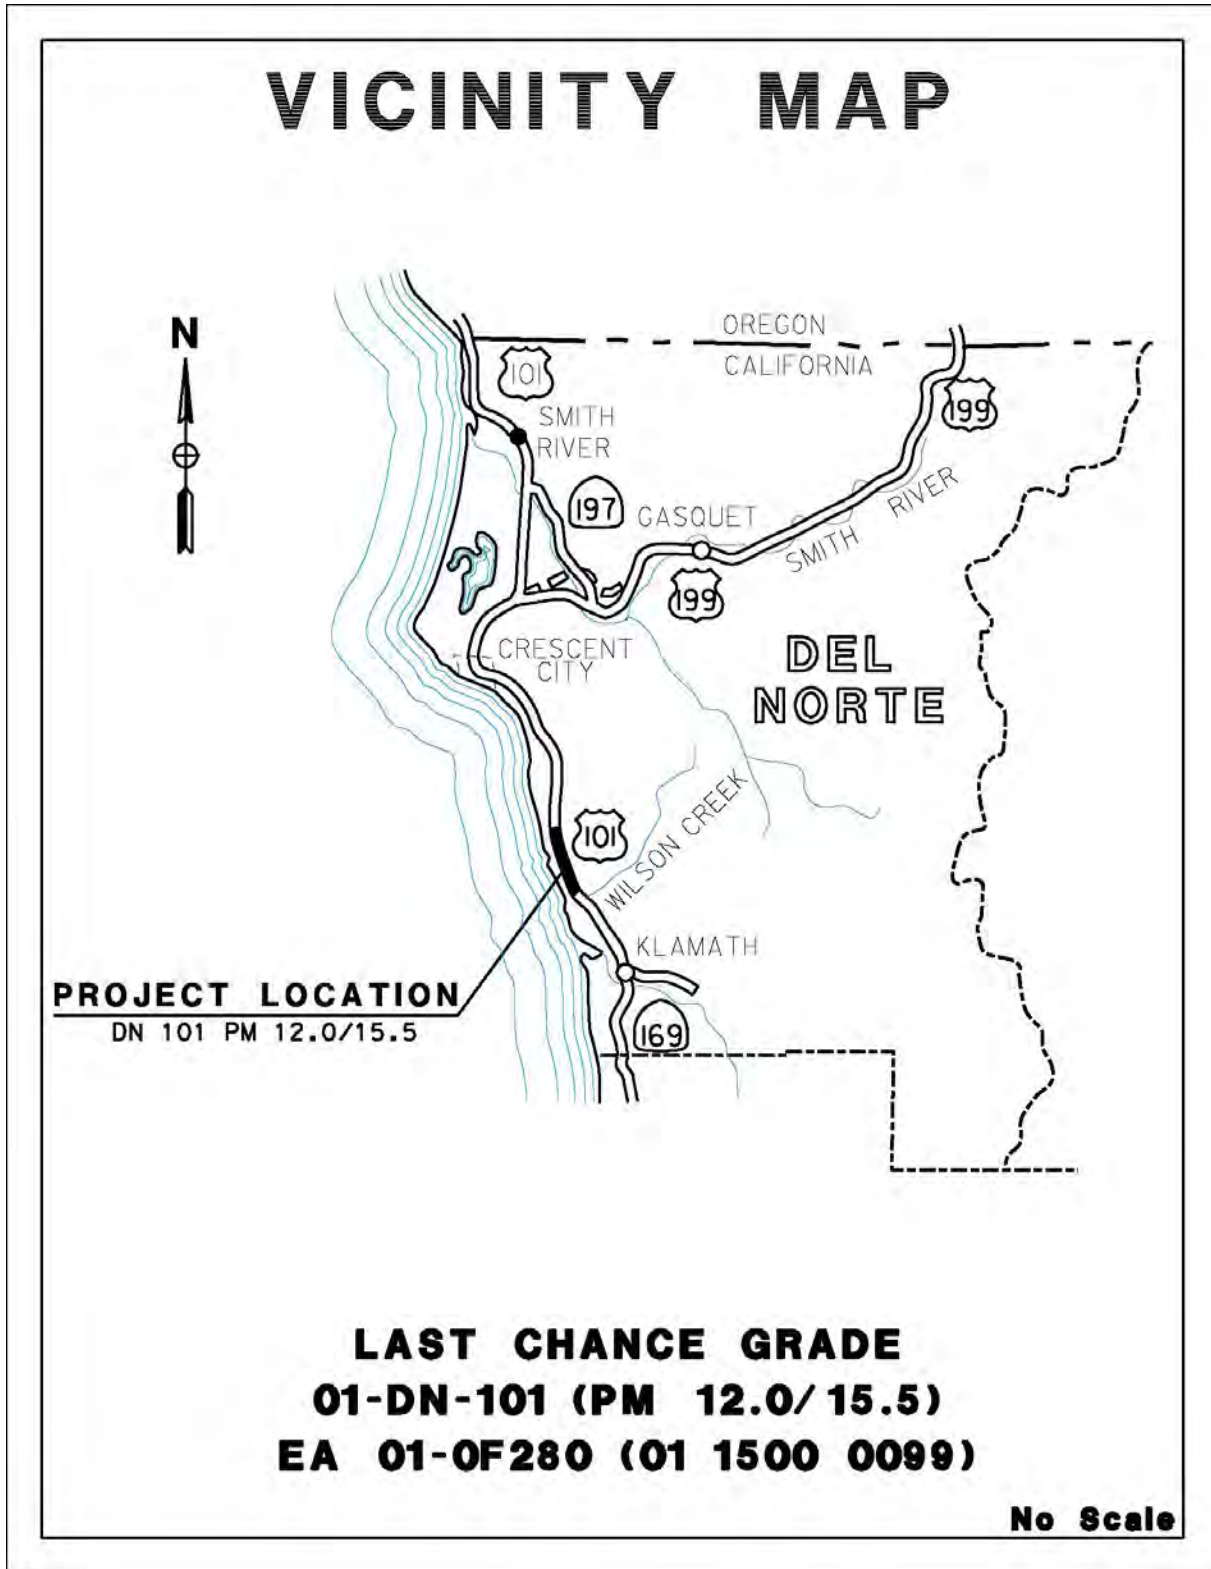 VICINITY MAP
N
OREGON
CALIFORNIA
101
199
SMITH
RIVER
197
GASQUET
SMITH RIVER
199
CRESCENT
CITY
DEL
NORTE
101
WILSON CREEK
KLAMATH
PROJECT LOCATION
DN 101 PM 12.0/15.5
169
LAST CHANCE GRADE
01-DN-101 (PM 12.0/15.5)
EA 01-0F280 (01 1500 0099)
No Scale